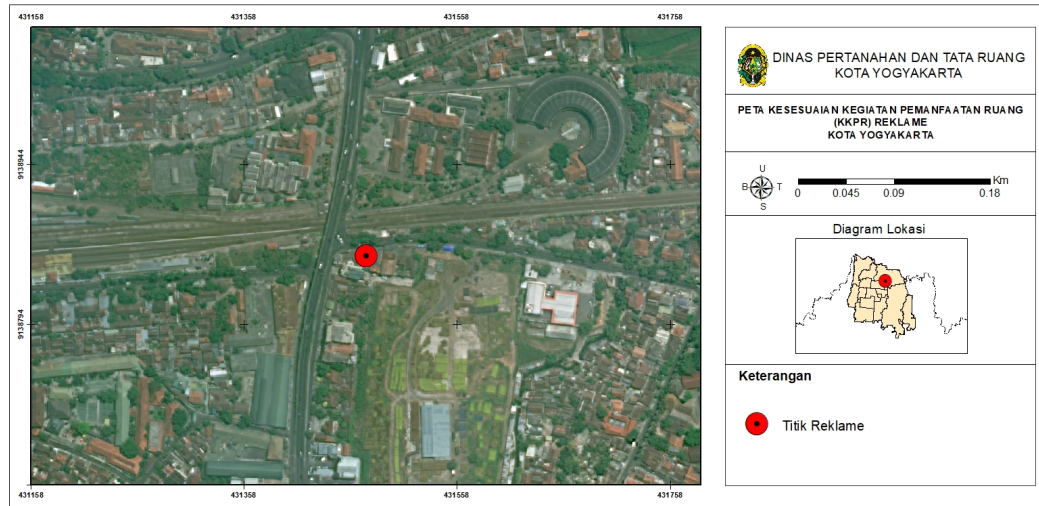 431158 431358 431558 431758
9138944
9138794
431158 431358 431558 431758
DINAS PERTANAHAN DAN TATA RUANG
KOTA YOGYAKARTA
PETA KESESUAIAN KEGIATAN PEMANFAATAN RUANG
(KKPR) REKLAME
KOTA YOGYAKARTA
U
B T
S
Km
0 0.045 0.09 0.18
Diagram Lokasi
Keterangan
Titik Reklame